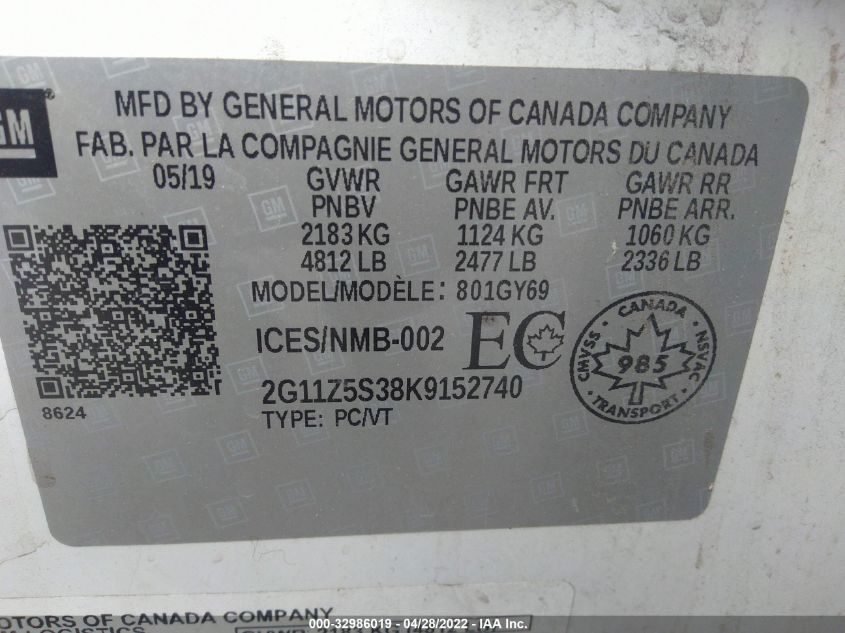 GM
MFD BY GENERAL MOTORS OF CANADA COMPANY
FAB. PAR LA COMPAGNIE GENERAL MOTORS DU CANADA
05/19 GVWR GAWR FRT GAWR RR
PNBV PNBE AV. PNBE ARR.
2183 KG 1124 KG 1060 KG
4812 LB 2477 LB 2336 LB
MODEL/MODÈLE: 801GY69
ICES/NMB-002 EC
CANADA
CMVSS 985 NSVAC
TRANSPORT
2G11Z5S38K9152740
8624
TYPE: PC/VT
OTORS OF CANADA COMPANY
LOGISTICS
000-32986019 - 04/28/2022 - IAA Inc.